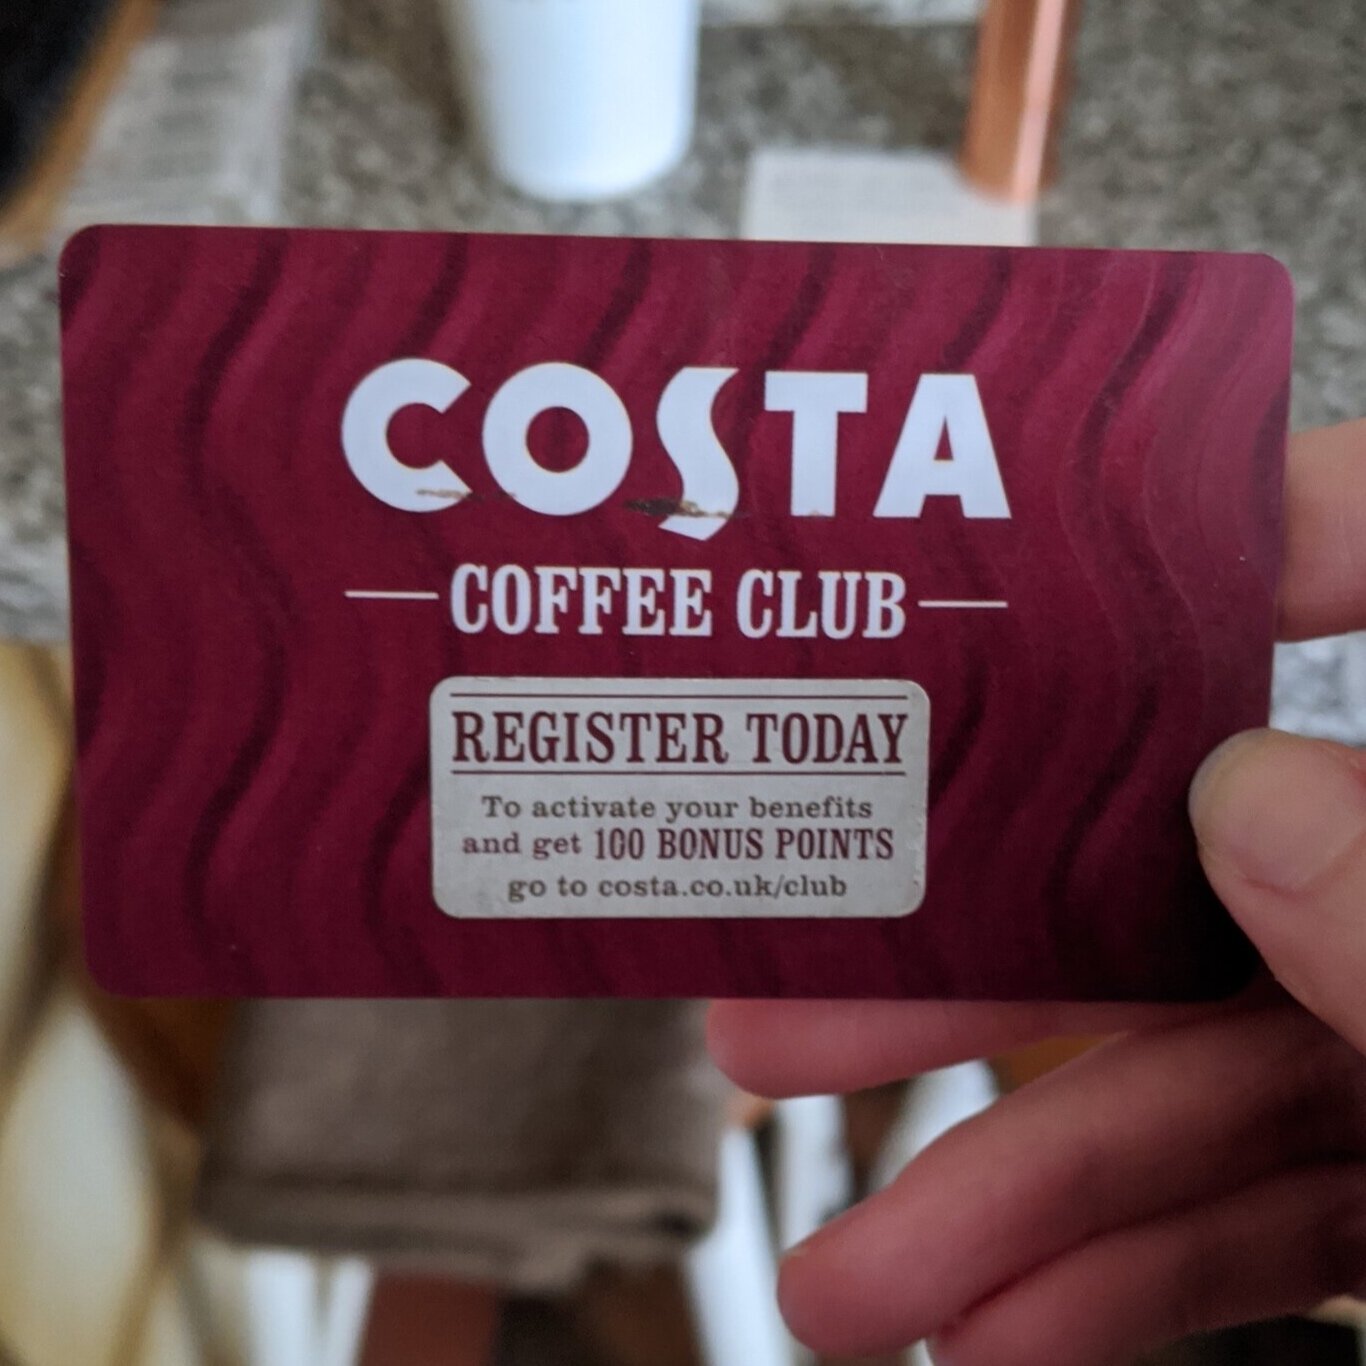 COSTA
COFFEE CLUB
REGISTER TODAY
To activate your benefits
and get 100 BONUS POINTS
go to costa.co.uk/club